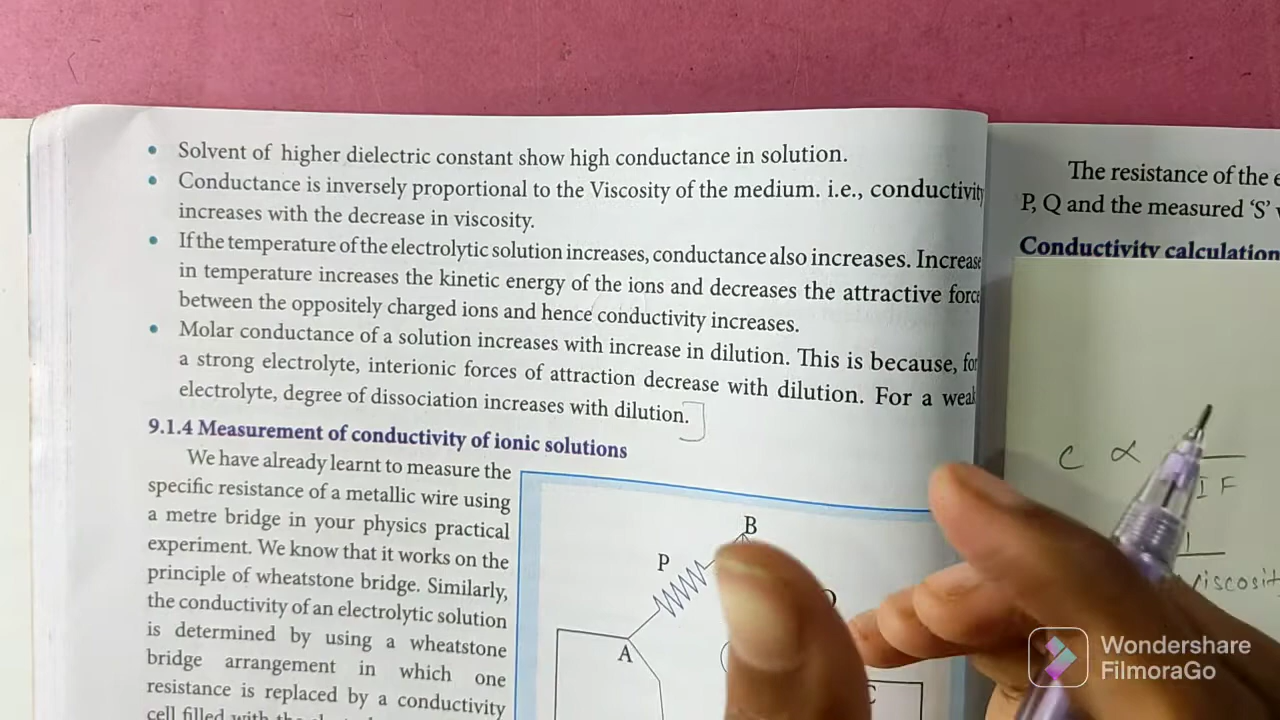 • Solvent of higher dielectric constant show high conductance in solution.
• Conductance is inversely proportional to the Viscosity of the medium. i.e., conductivity
increases with the decrease in viscosity.
• If the temperature of the electrolytic solution increases, conductance also increases. Increase
in temperature increases the kinetic energy of the ions and decreases the attractive force
between the oppositely charged ions and hence conductivity increases.
• Molar conductance of a solution increases with increase in dilution. This is because, for
a strong electrolyte, interionic forces of attraction decrease with dilution. For a weak
electrolyte, degree of dissociation increases with dilution.
9.1.4 Measurement of conductivity of ionic solutions
We have already learnt to measure the
specific resistance of a metallic wire using
a metre bridge in your physics practical
experiment. We know that it works on the
principle of wheatstone bridge. Similarly,
the conductivity of an electrolytic solution
is determined by using a wheatstone
bridge arrangement in which one
resistance is replaced by a conductivity
cell filled with the
B
P
A
C
The resistance of the
P, Q and the measured ‘S’
Conductivity calculation
C ∝
IF
1
viscosit
Wondershare
FilmoraGo